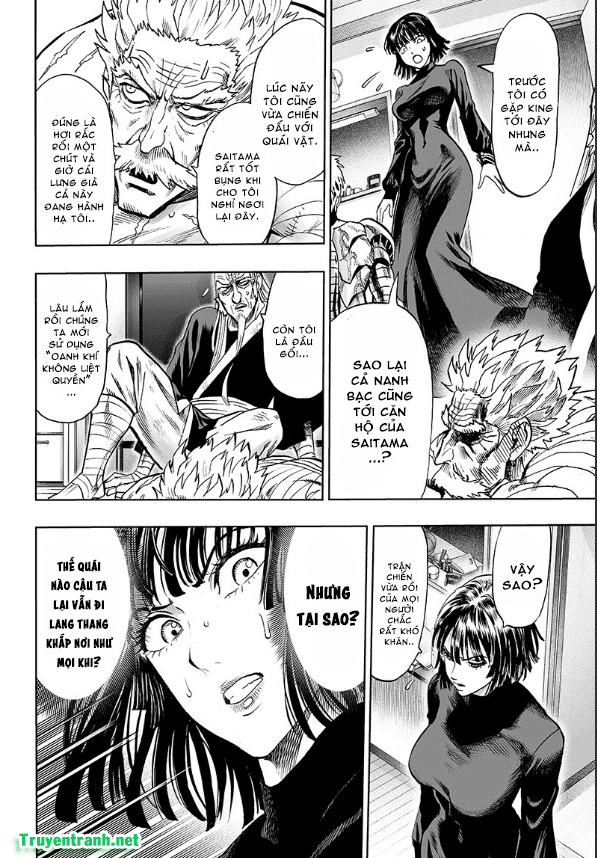 TRƯỚC
TÔI CÓ
GẶP KING
TỚI ĐÂY
NHƯNG
MÀ..
LÚC NÃY
TÔI CŨNG
VỪA CHIẾN
ĐẤU VỚI
QUÁI VẬT.
SAITAMA
RẤT TỐT
BỤNG KHI
CHO TÔI
NGHỈ NGƠI
LẠI ĐÂY.
ĐÚNG LÀ
HƠI RẮC
RỐI MỘT
CHÚT VÀ
GIỜ CÁI
LƯNG GIÀ
CẢ NÀY
ĐANG HÀNH
HẠ TÔI..
SAO LẠI
CẢ NANH
BẠC CŨNG
TỚI CĂN
HỘ CỦA
SAITAMA
...?
CÒN TÔI
LÀ ĐẦU
GỐI...
LÂU LẮM
RỒI CHÚNG
TA MỚI
SỬ DỤNG
"OANH KHÍ
KHÔNG LIỆT
QUYỀN"
...
VẬY
SAO?
TRẬN
CHIẾN
VỪA RỒI
CỦA MỌI
NGƯỜI
CHẮC
RẤT KHÓ
KHĂN..
NHƯNG
TẠI SAO?
THẾ QUÁI
NÀO CẬU TA
LẠI VẪN ĐI
LANG THANG
KHẮP NƠI NHƯ
MỌI KHI?
Truyentranh.net